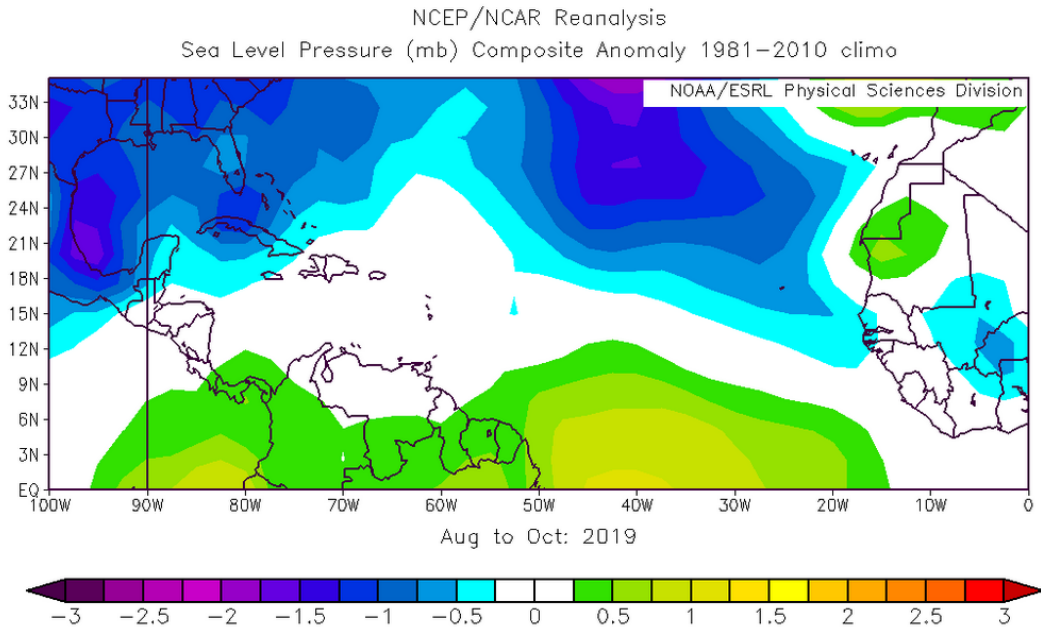 NCEP/NCAR Reanalysis
Sea Level Pressure (mb) Composite Anomaly 1981−2010 climo
NOAA/ESRL Physical Sciences Division
33N
30N
27N
24N
21N
18N
15N
12N
9N
6N
3N
EQ
100W 90W 80W 70W 60W 50W 40W 30W 20W 10W 0
Aug to Oct: 2019
−3 −2.5 −2 −1.5 −1 −0.5 0 0.5 1 1.5 2 2.5 3